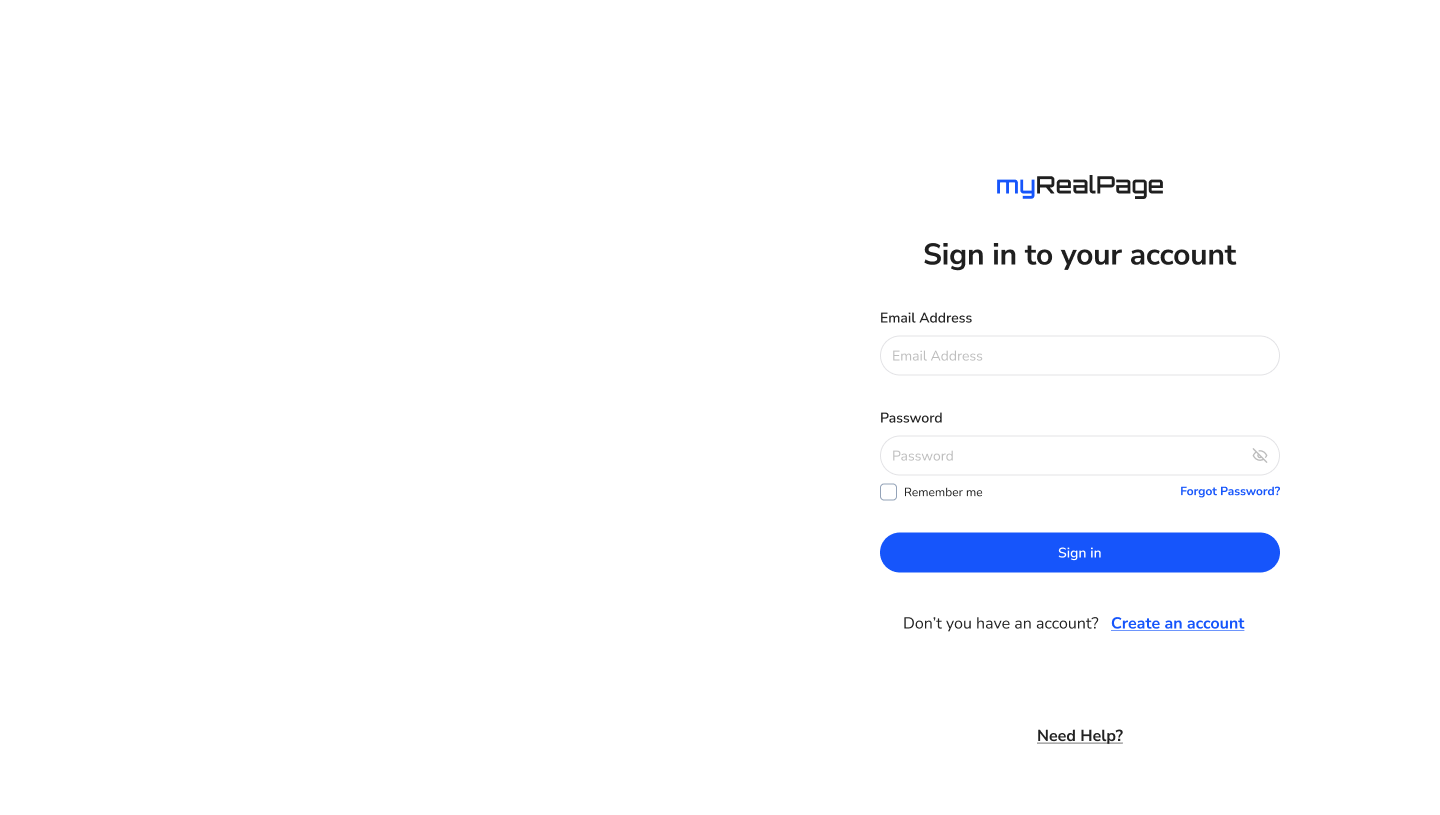 myRealPage
Sign in to your account
Email Address
Email Address
Password
Password
Remember me
Forgot Password?
Sign in
Don't you have an account? Create an account
Need Help?